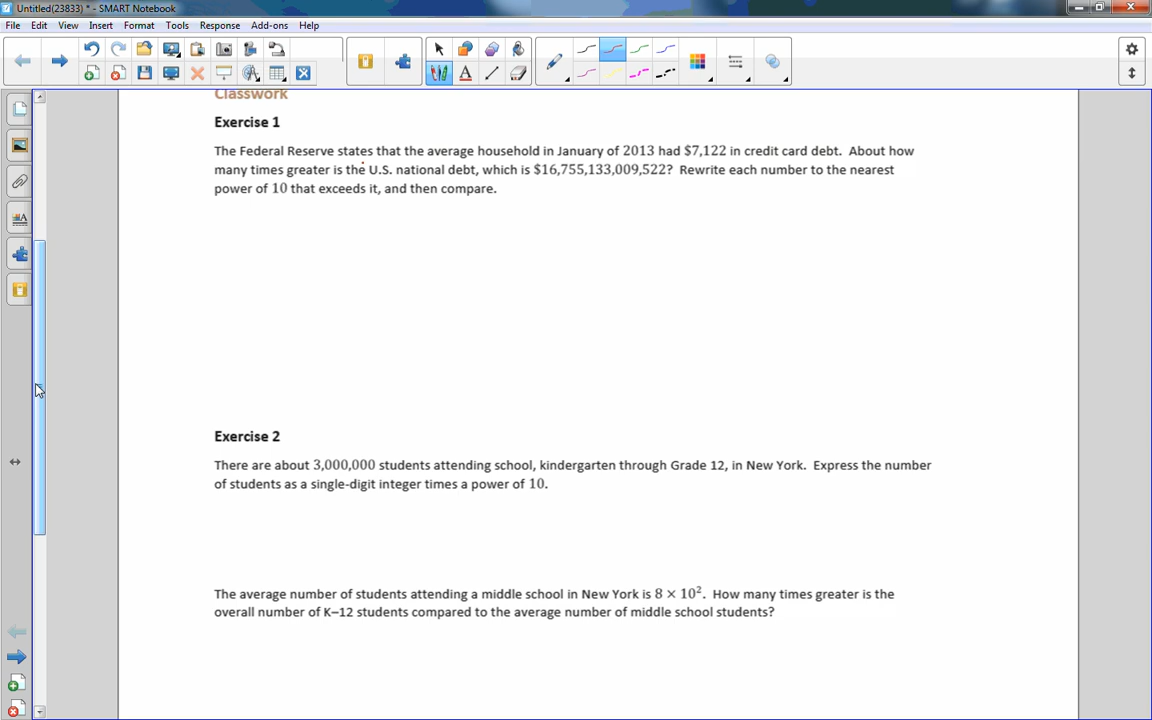 Untitled(23833) * - SMART Notebook
File Edit View Insert Format Tools Response Add-ons Help
Classwork
Exercise 1
The Federal Reserve states that the average household in January of 2013 had $7,122 in credit card debt. About how
many times greater is the U.S. national debt, which is $16,755,133,009,522? Rewrite each number to the nearest
power of 10 that exceeds it, and then compare.
Exercise 2
There are about 3,000,000 students attending school, kindergarten through Grade 12, in New York. Express the number
of students as a single-digit integer times a power of 10.
The average number of students attending a middle school in New York is 8 × 10². How many times greater is the
overall number of K–12 students compared to the average number of middle school students?